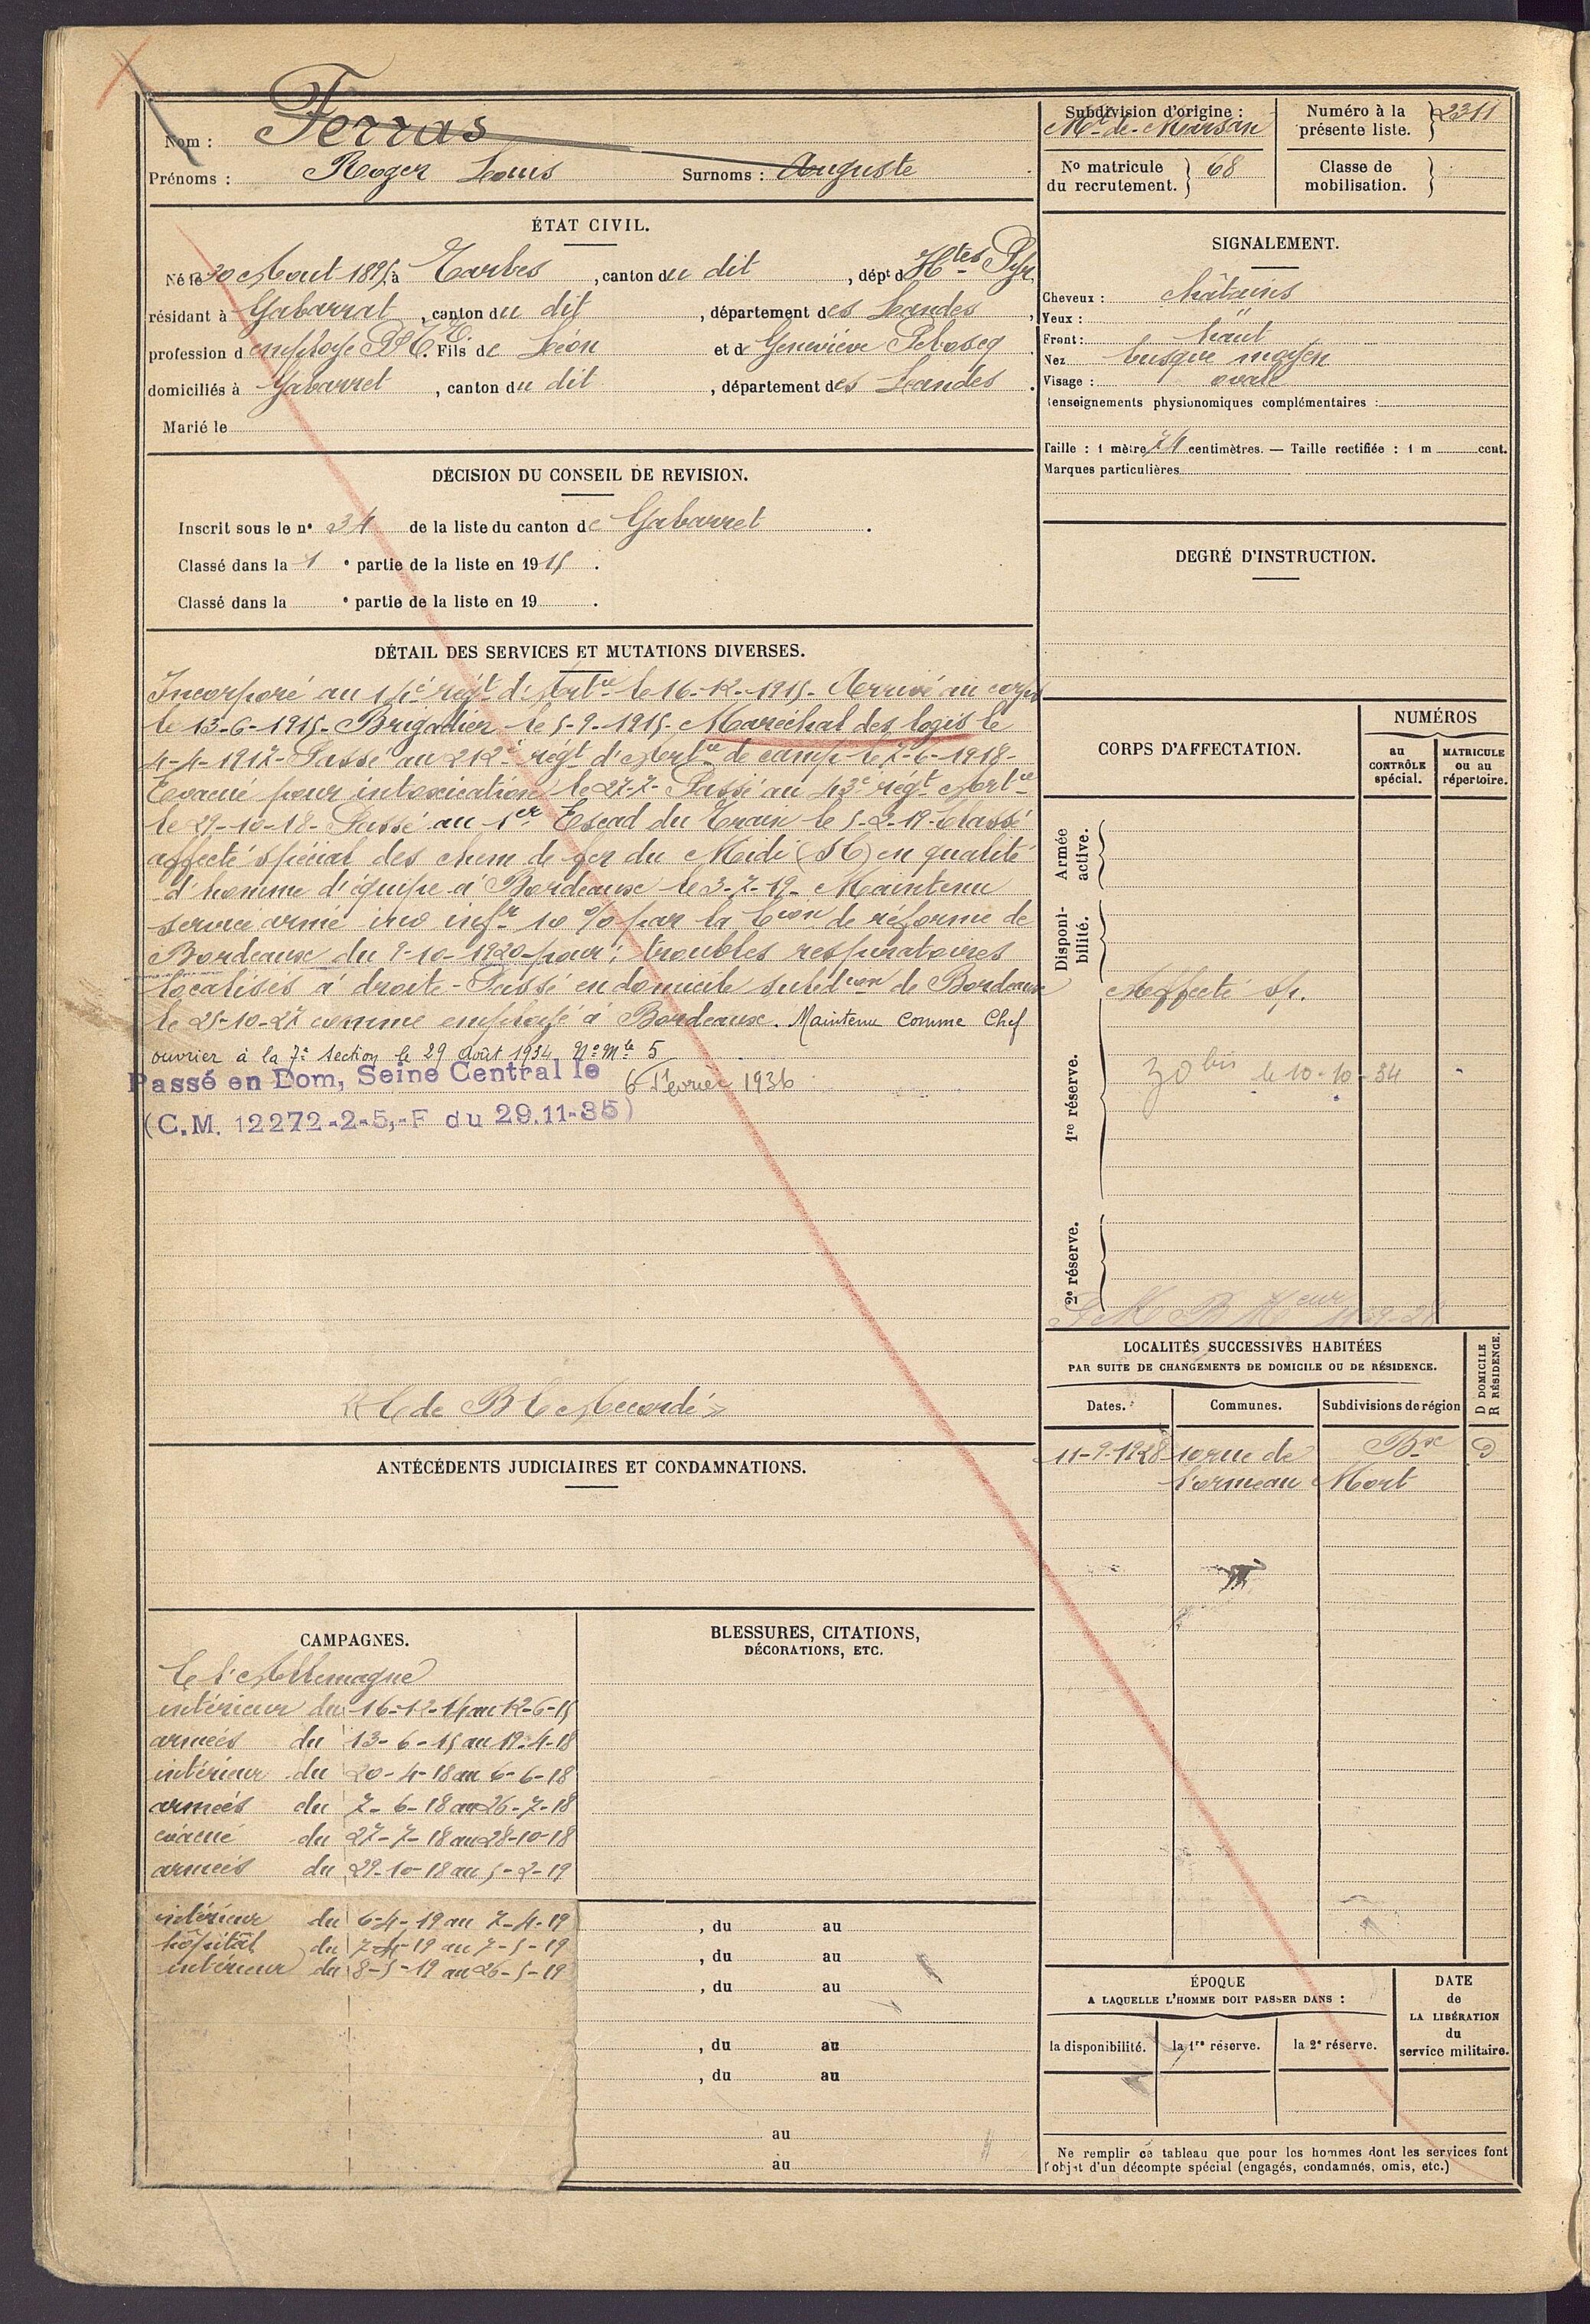 Nom : Ferras
Prénoms : Roger Louis Surnoms : Auguste
Subdivision d'origine :
Mt-de-Marsan
Numéro à la présente liste. 2311
No matricule du recrutement. 68
Classe de mobilisation.
ÉTAT CIVIL.
Né le 30 Aout 1895, à Tarbes, canton du dit, dépt d Htes Pyr
résidant à Gabarrat, canton du dit, département des Landes
profession d employé P.T.T. Fils de Léon et de Geneviève
domiciliés à Gabarret, canton du dit, département des Landes.
Marié le
DÉCISION DU CONSEIL DE REVISION.
Inscrit sous le n° 34 de la liste du canton de Gabarret.
Classé dans la 1 e partie de la liste en 1915.
Classé dans la e partie de la liste en 19 .
DÉTAIL DES SERVICES ET MUTATIONS DIVERSES.
Incorporé au régt d'Artie le 16-12-1915. Arrivé au corps
le 13-6-1915. Brigadier le 5-9-1915. Maréchal des logis le
4-4-1917. Passé au 212e régt d'Artie de camp le 7-6-1918.
Evacué pour intoxication le 27-7- Passé au 43e régt Artie
le 29-10-18. Passé au 1er Escad du Train le 5-2-19. Classé
affecté spécial des chem de fer du Midi en qualité
d'homme d'équipe à Bordeaux le 3-7-19. Maintenu
service armé inv infr 10 % par la Cion de réforme de
Bordeaux du 9-10-1920 pour : troubles respiratoires
localisés à droite. Passé en domicile subdion de Bordeaux
le 25-10-27 comme employé à Bordeaux. Maintenu comme Chef
ouvrier à la 7e section le 29 août 1934 No Mle 5
Passé en Dom, Seine Central le 6 Février 1936
(C.M. 12272-2-5,-F du 29.11-35)
C de B C Accordé
ANTÉCÉDENTS JUDICIAIRES ET CONDAMNATIONS.
CAMPAGNES.
C l'Allemagne
intérieur du 16-12-14 au 12-6-15
armées du 13-6-15 au 19-4-18
intérieur du 20-4-18 au 6-6-18
armées du 7-6-18 au 26-7-18
évacué du 27-7-18 au 28-10-18
armées du 29-10-18 au 5-2-19
intérieur du 6-4-19 au 7-4-19
hôpital du 7-4-19 au 7-5-19
intérieur du 8-5-19 au 26-5-19
BLESSURES, CITATIONS,
DÉCORATIONS, ETC.
, du au
, du au
, du au
, du au
, du au
au
au
SIGNALEMENT.
Cheveux : châtains
Yeux : "
Front : haut
Nez busqué moyen
Visage : ovale
Renseignements physionomiques complémentaires :
Taille : 1 mètre 71 centimètres. — Taille rectifiée : 1 m cent.
Marques particulières
DEGRÉ D'INSTRUCTION.
CORPS D'AFFECTATION.
NUMÉROS
au CONTRÔLE spécial.
MATRICULE ou au répertoire.
Armée active.
Disponibilité.
Affecté sp.
1re réserve.
30 bis le 10-10-34
2e réserve.
LOCALITÉS SUCCESSIVES HABITÉES
PAR SUITE DE CHANGEMENTS DE DOMICILE OU DE RÉSIDENCE.
D DOMICILE
R RÉSIDENCE.
Dates. Communes. Subdivisions de région
11-9-1928 10 rue de Bx D
l'ormeau Mort
ÉPOQUE
A LAQUELLE L'HOMME DOIT PASSER DANS :
la disponibilité. la 1re réserve. la 2e réserve.
DATE
de
LA LIBÉRATION
du
service militaire.
Ne remplir ce tableau que pour les hommes dont les services font
l'objet d'un décompte spécial (engagés, condamnés, omis, etc.)